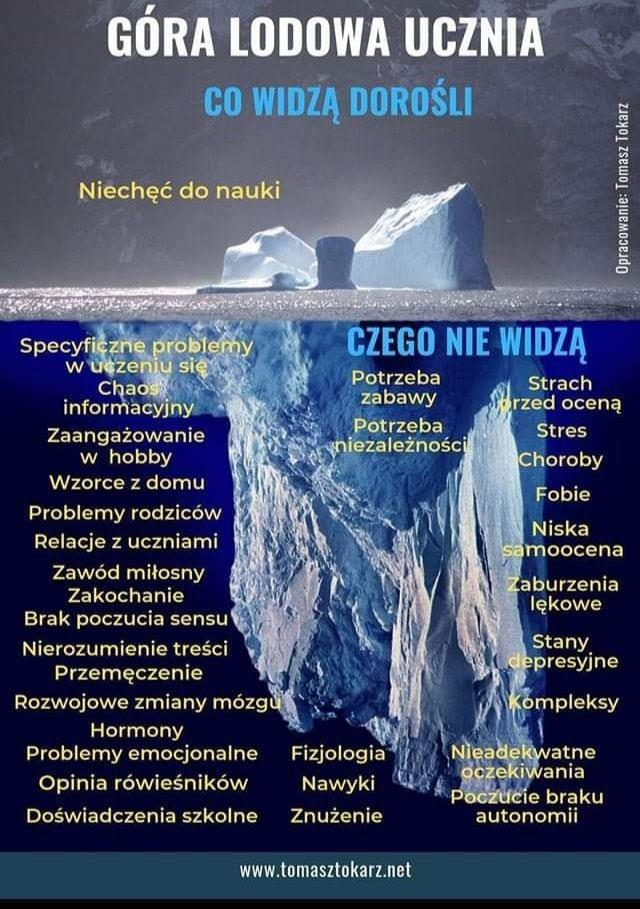 GÓRA LODOWA UCZNIA
CO WIDZĄ DOROŚLI
Opracowanie: Tomasz Tokarz
Niechęć do nauki
CZEGO NIE WIDZĄ
Specyficzne problemy
w uczeniu się
Chaos
informacyjny
Zaangażowanie
w hobby
Wzorce z domu
Problemy rodziców
Relacje z uczniami
Zawód miłosny
Zakochanie
Brak poczucia sensu
Nierozumienie treści
Przemęczenie
Rozwojowe zmiany mózgu
Hormony
Problemy emocjonalne
Opinia rówieśników
Doświadczenia szkolne
Potrzeba
zabawy
Potrzeba
niezależności
Fizjologia
Nawyki
Znużenie
Strach
przed oceną
Stres
Choroby
Fobie
Niska
samoocena
Zaburzenia
lękowe
Stany
depresyjne
Kompleksy
Nieadekwatne
oczekiwania
Poczucie braku
autonomii
www.tomasztokarz.net